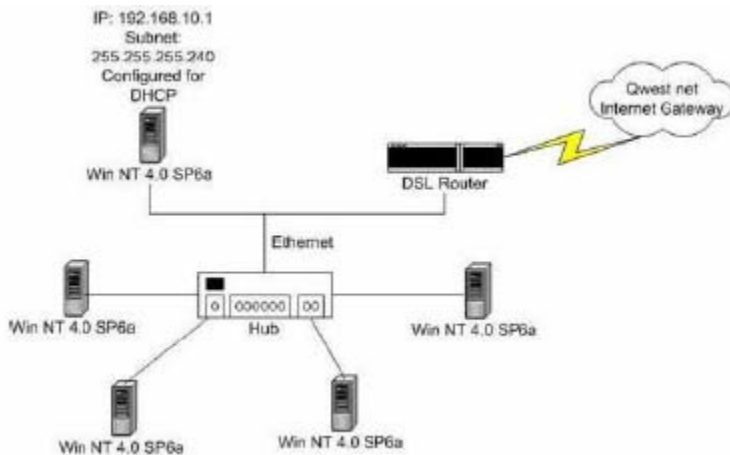 IP: 192.168.10.1
Subnet:
255.255.255.240
Configured for
DHCP
Win NT 4.0 SP6a
Qwest net
Internet Gateway
DSL Router
Ethernet
Win NT 4.0 SP6a
Hub
Win NT 4.0 SP6a
Win NT 4.0 SP6a
Win NT 4.0 SP6a